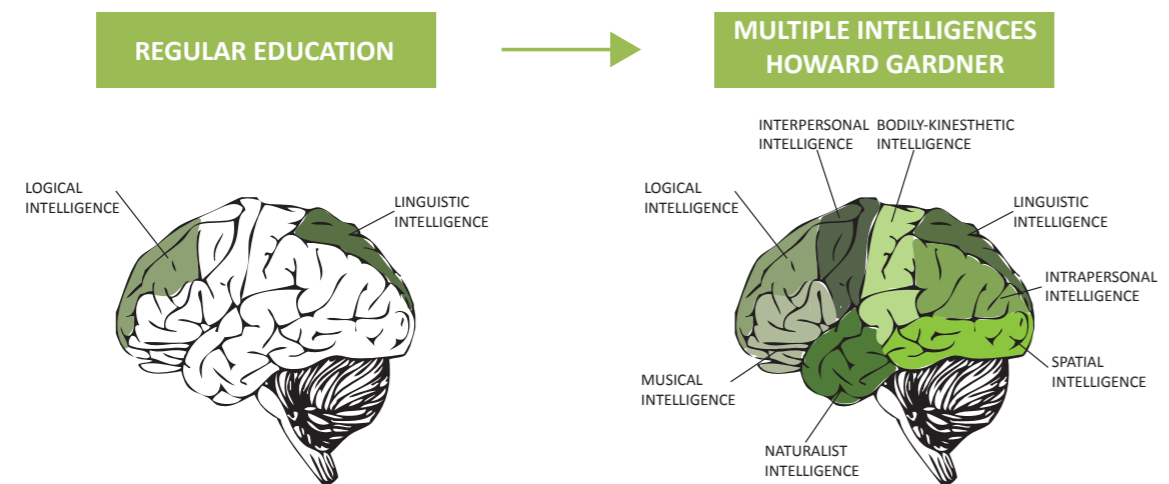 REGULAR EDUCATION
MULTIPLE INTELLIGENCES
HOWARD GARDNER
LOGICAL
INTELLIGENCE
LINGUISTIC
INTELLIGENCE
INTERPERSONAL
INTELLIGENCE
BODILY-KINESTHETIC
INTELLIGENCE
LOGICAL
INTELLIGENCE
LINGUISTIC
INTELLIGENCE
INTRAPERSONAL
INTELLIGENCE
SPATIAL
INTELLIGENCE
MUSICAL
INTELLIGENCE
NATURALIST
INTELLIGENCE